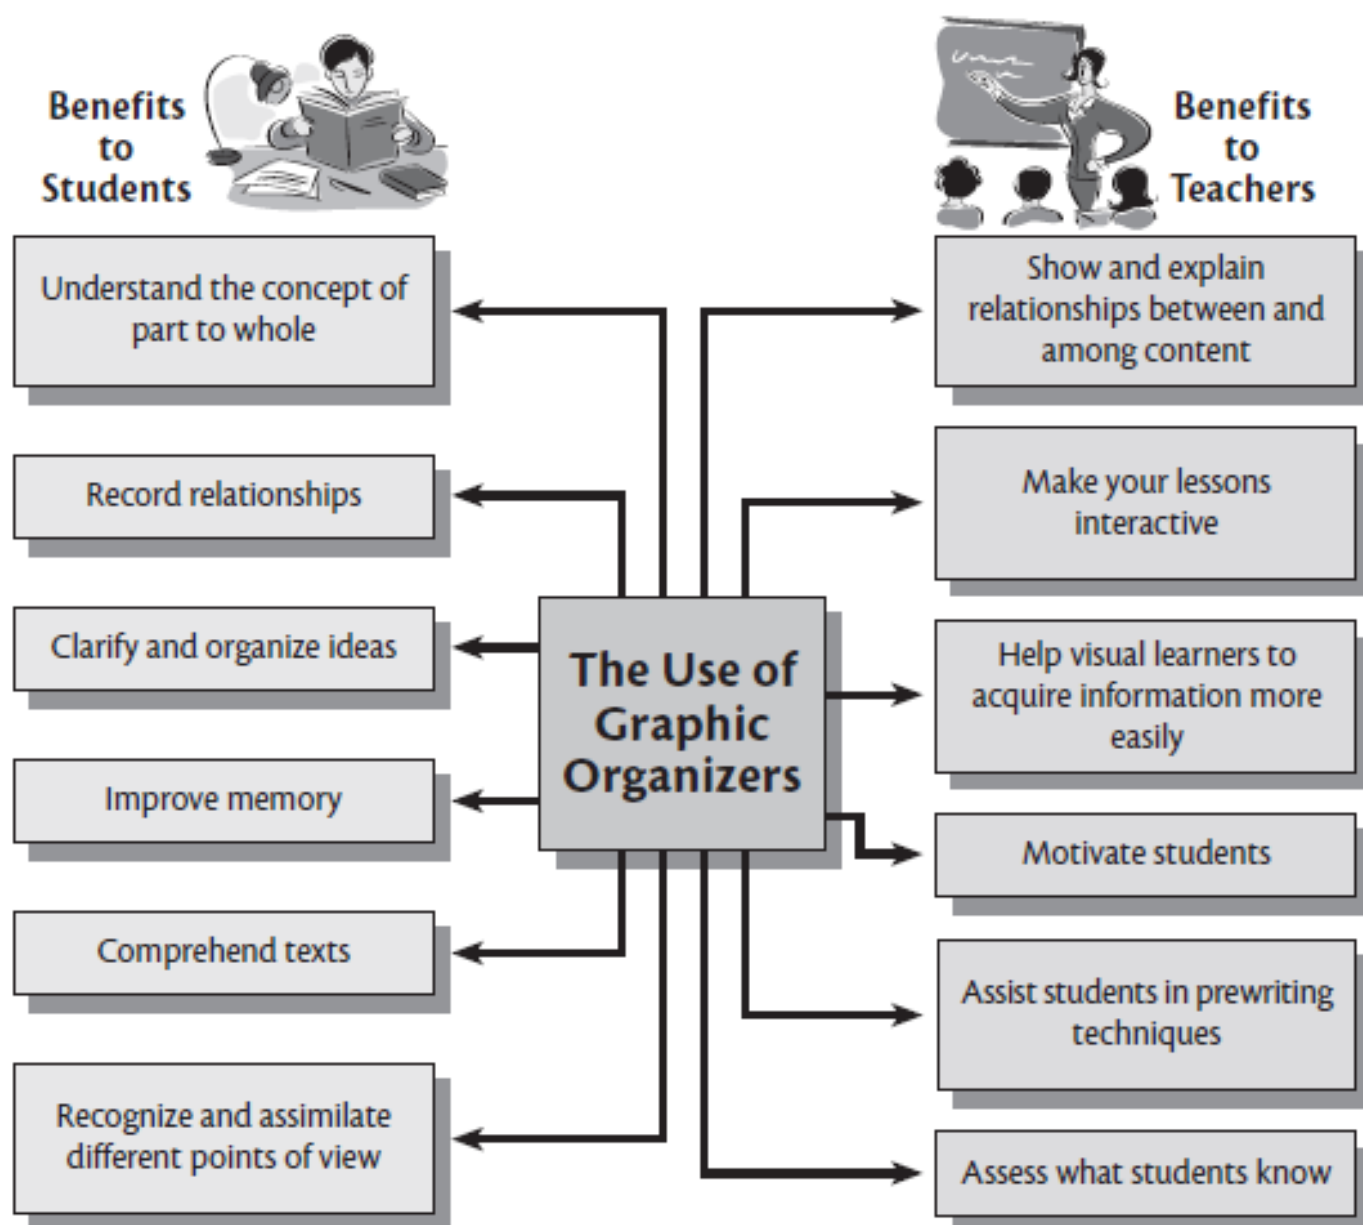 Benefits
to
Students
Understand the concept of
part to whole
Record relationships
Clarify and organize ideas
Improve memory
Comprehend texts
Recognize and assimilate
different points of view
The Use of
Graphic
Organizers
Benefits
to
Teachers
Show and explain
relationships between and
among content
Make your lessons
interactive
Help visual learners to
acquire information more
easily
Motivate students
Assist students in prewriting
techniques
Assess what students know